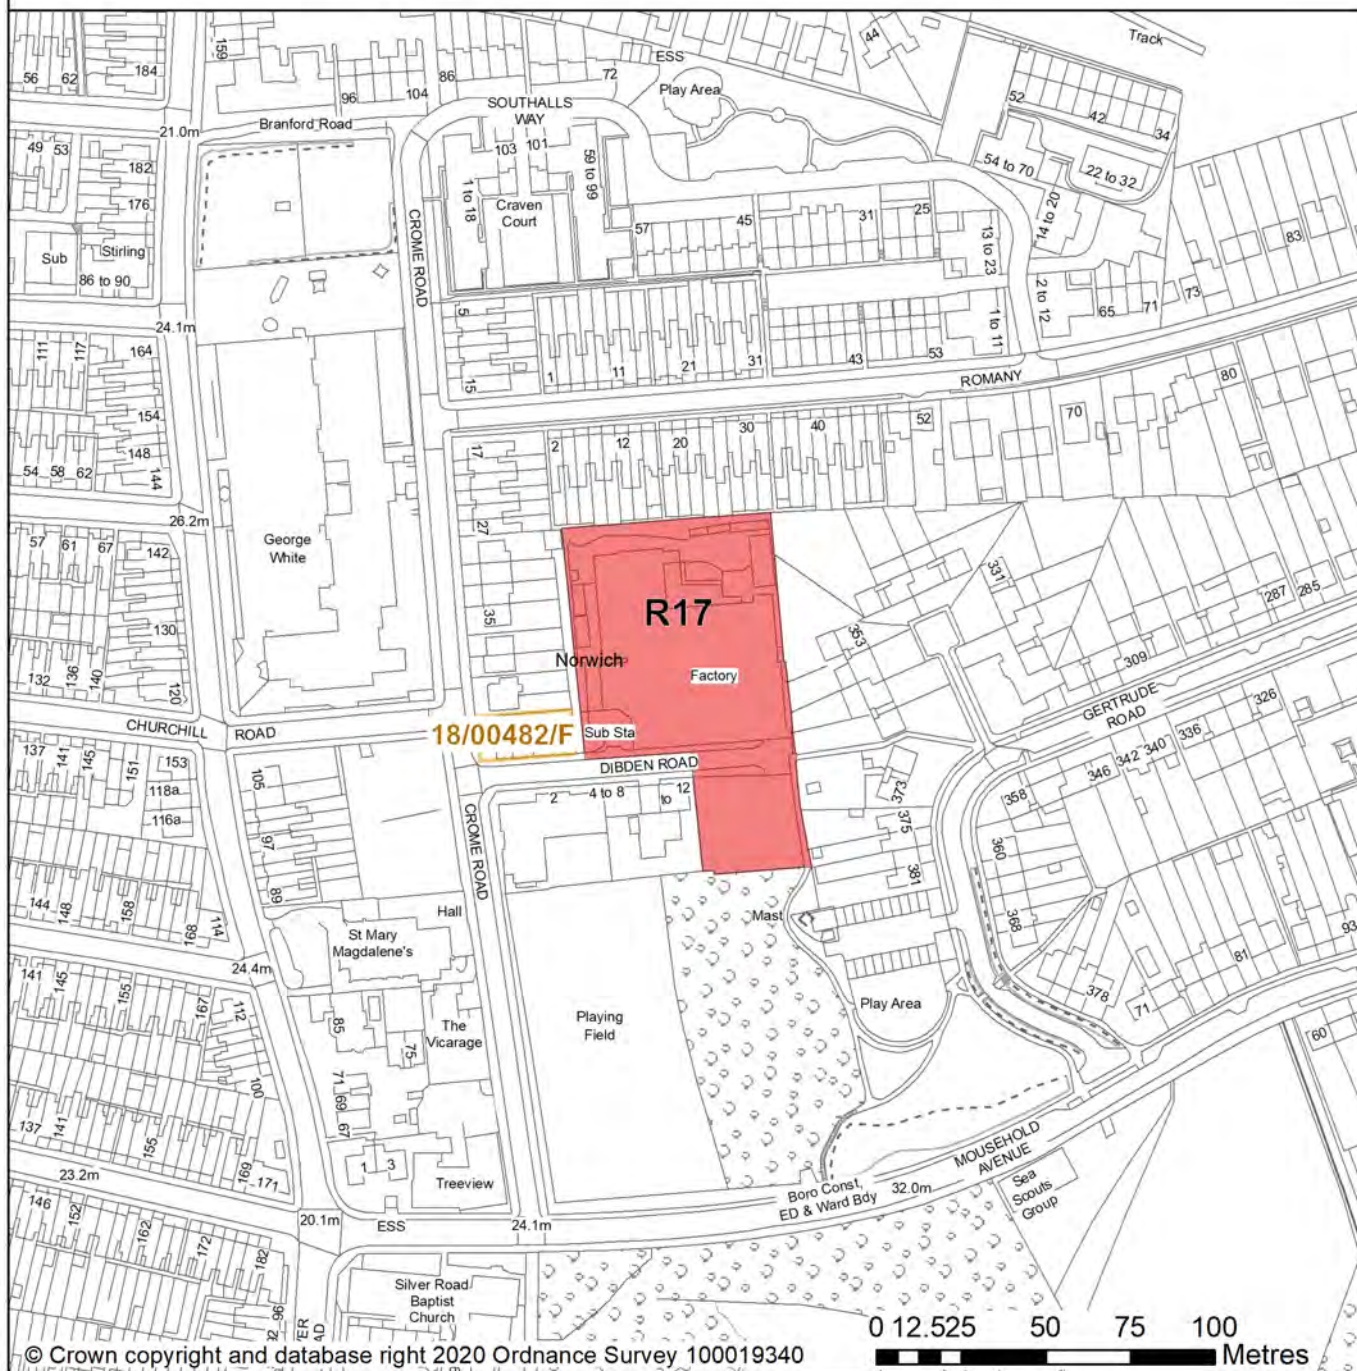 Track
44
ESS
159
56 62 184
72
86
Play Area
96 104
SOUTHALLS
WAY
52
42
34
21.0m
Branford Road
49 53
182
103 101
59 to 99
54 to 70
22 to 32
176
1 to 18
Craven
Court
14 to 20
CROME ROAD
57 45 31 25
13 to 23
83
Sub
Stirling
86 to 90
2 to 12
73
65 71
5
1 to 11
24.1m
111 117
164
15
1 11 21 31 43 53
ROMANY
80
154
52
70
2 12 20 30 40
17
148
54 58 62
144
27
26.2m
57 61 67
142
George
White
331
287 285
R17
35
353
130
309
Norwich
132 136 140
120
Factory
GERTRUDE
ROAD
326
336
340
342
346
CHURCHILL ROAD
18/00482/F
Sub Sta
DIBDEN ROAD
137 141 145 151
153
118a
116a
105
2 4 to 8
to 12
373
358
375
CROME ROAD
97
360
381
89
144 148 158 168
114
Hall
Mast
368
St Mary
Magdalene's
93
81
24.4m
141 145 155 167
112
378
71
Play Area
85
The
Vicarage
Playing
Field
60
75
100
71
69
67
137 141 155
169 171
1 3
MOUSEHOLD
AVENUE
23.2m
Treeview
Boro Const,
ED & Ward Bdy
32.0m
Sea
Scouts
Group
146 152 162 172 182
20.1m
ESS
24.1m
Silver Road
Baptist
Church
96
0 12.525 50 75 100
Metres
© Crown copyright and database right 2020 Ordnance Survey 100019340